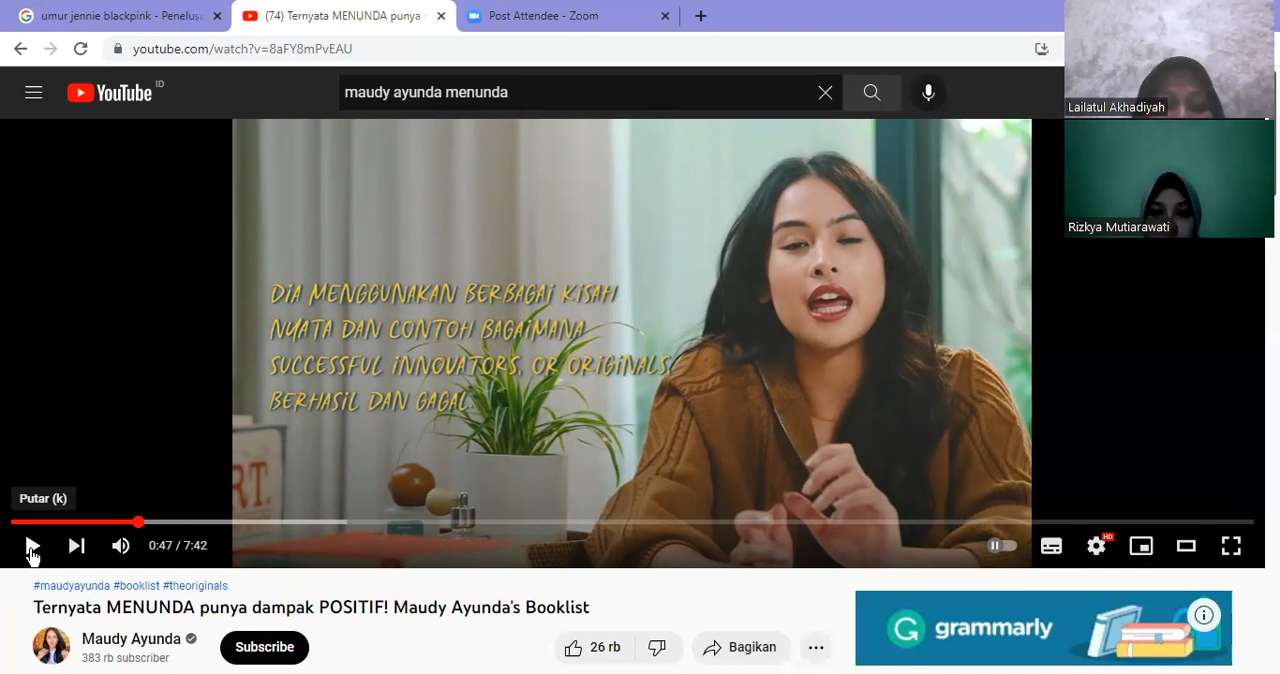 umur jennie blackpink - Penelus
(74) Ternyata MENUNDA punya
Post Attendee - Zoom
youtube.com/watch?v=8aFY8mPvEAU
YouTube ID
maudy ayunda menunda
Lailatul Akhadiyah
Rizkya Mutiarawati
DIA MENGGUNAKAN BERBAGAI KISAH
NYATA DAN CONTOH BAGAIMANA
SUCCESSFUL INNOVATORS, OR ORIGINALS,
BERHASIL DAN GAGAL.
RT.
Putar (k)
0:47 / 7:42
HD
#maudyayunda #booklist #theoriginals
Ternyata MENUNDA punya dampak POSITIF! Maudy Ayunda's Booklist
Maudy Ayunda
383 rb subscriber
Subscribe
26 rb
Bagikan
grammarly